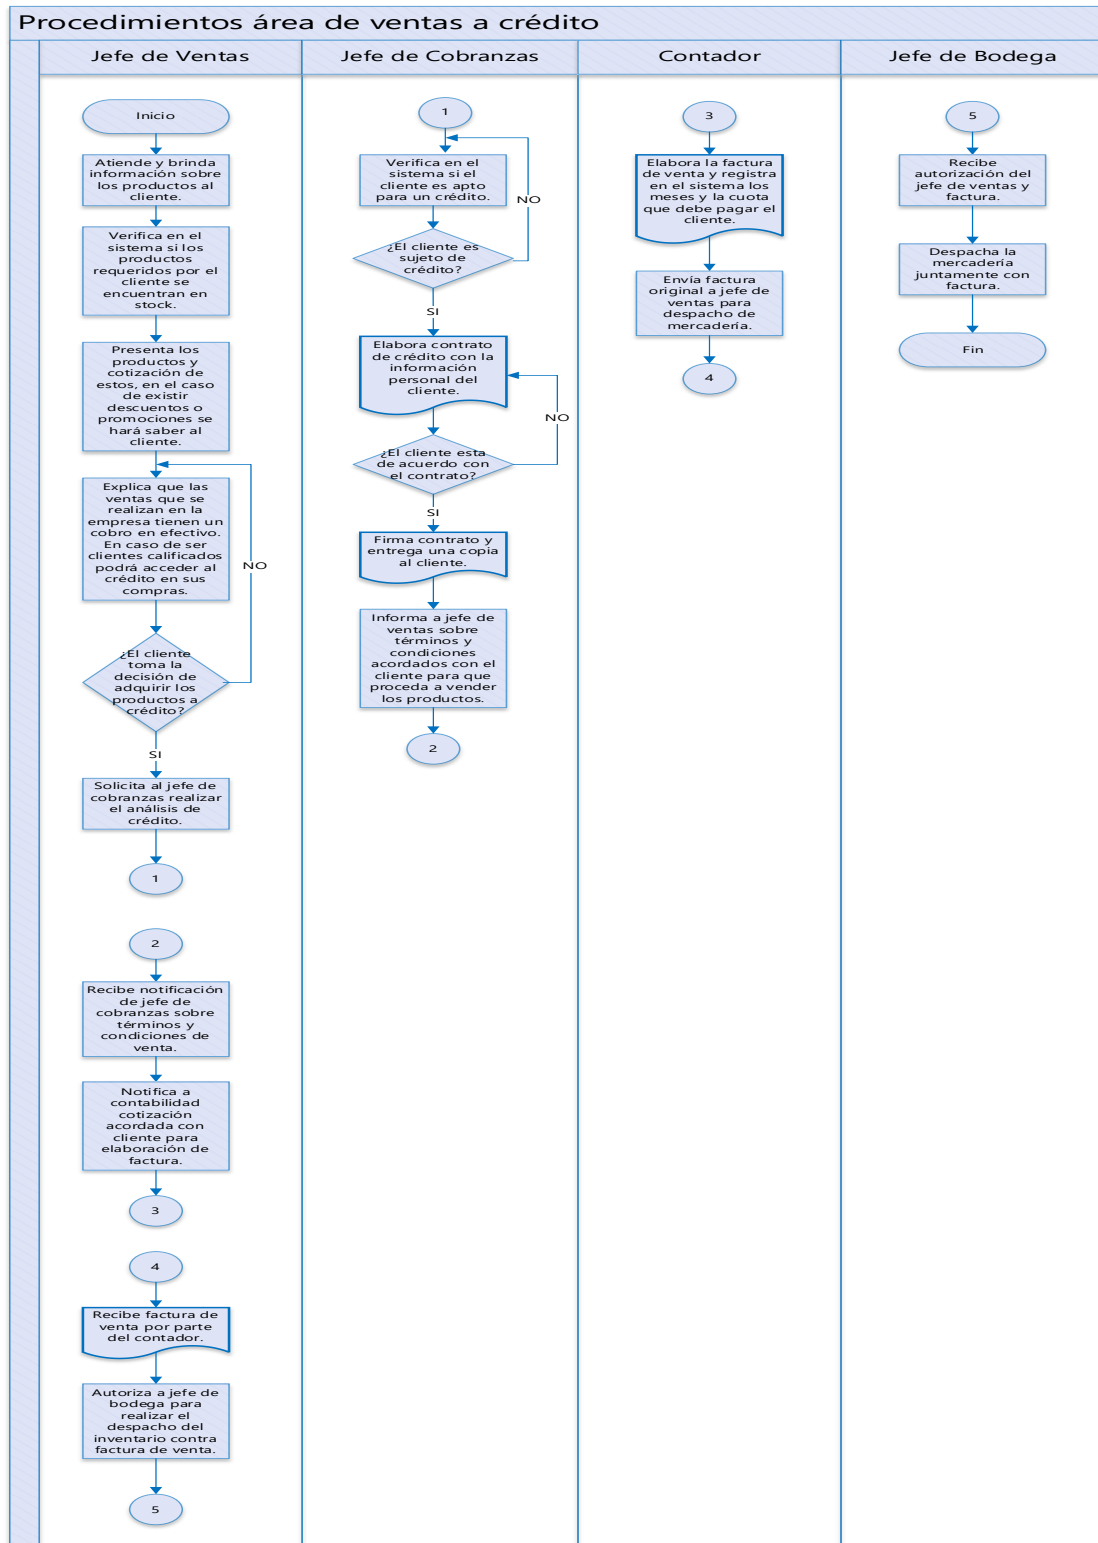 Procedimientos área de ventas a crédito
Jefe de Ventas
Jefe de Cobranzas
Contador
Jefe de Bodega
Inicio
Atiende y brinda
información sobre
los productos al
cliente.
Verifica en el
sistema si los
productos
requeridos por el
cliente se
encuentran en
stock.
Presenta los
productos y
cotización de
estos, en el caso
de existir
descuentos o
promociones se
hará saber al
cliente.
Explica que las
ventas que se
realizan en la
empresa tienen un
cobro en efectivo.
En caso de ser
clientes calificados
podrá acceder al
crédito en sus
compras.
NO
¿El cliente
toma la
decisión de
adquirir los
productos a
crédito?
SI
Solicita al jefe de
cobranzas realizar
el análisis de
crédito.
1
2
Recibe notificación
de jefe de
cobranzas sobre
términos y
condiciones de
venta.
Notifica a
contabilidad
cotización
acordada con
cliente para
elaboración de
factura.
3
4
Recibe factura de
venta por parte
del contador.
Autoriza a jefe de
bodega para
realizar el
despacho del
inventario contra
factura de venta.
5
1
Verifica en el
sistema si el
cliente es apto
para un crédito.
NO
¿El cliente es
sujeto de
crédito?
SI
Elabora contrato
de crédito con la
información
personal del
cliente.
NO
¿El cliente esta
de acuerdo con
el contrato?
SI
Firma contrato y
entrega una copia
al cliente.
Informa a jefe de
ventas sobre
términos y
condiciones
acordados con el
cliente para que
proceda a vender
los productos.
2
3
Elabora la factura
de venta y registra
en el sistema los
meses y la cuota
que debe pagar el
cliente.
Envía factura
original a jefe de
ventas para
despacho de
mercadería.
4
5
Recibe
autorización del
jefe de ventas y
factura.
Despacha la
mercadería
juntamente con
factura.
Fin